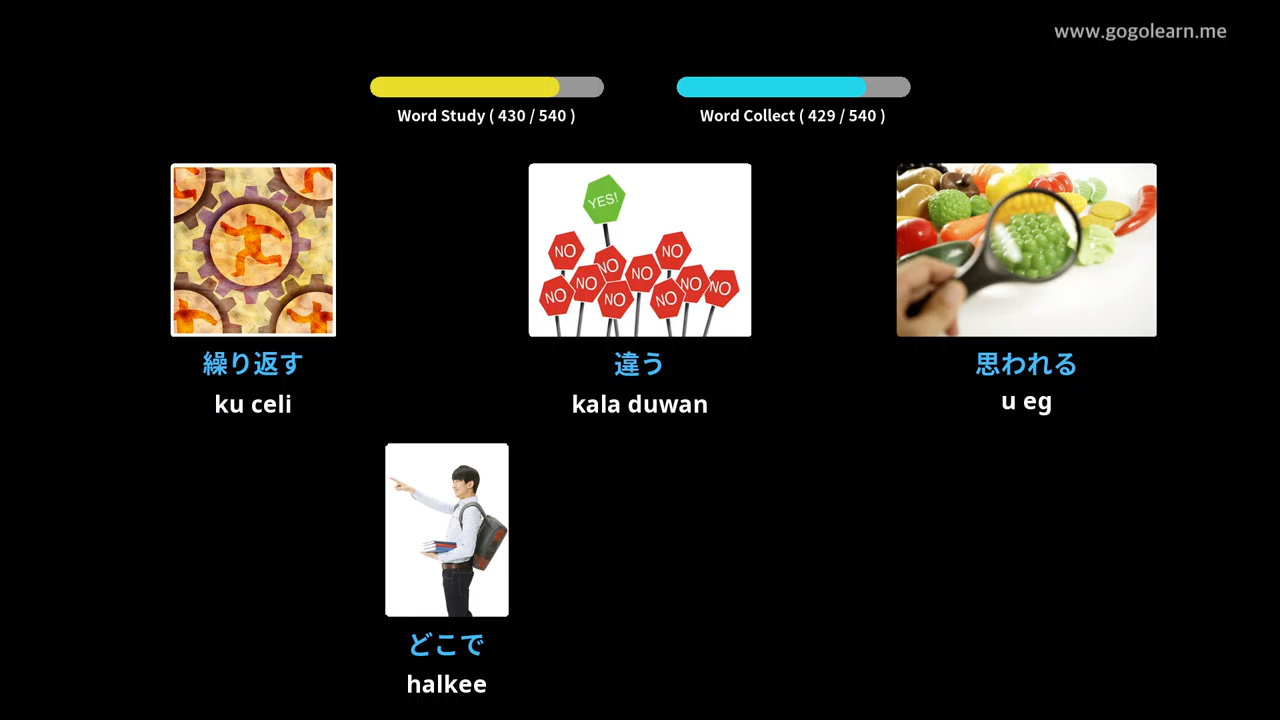 www.gogolearn.me
Word Study ( 430 / 540 )
Word Collect ( 429 / 540 )
YES!
NO
NO
NO
NO
NO
NO
NO
NO
NO
NO
繰り返す
ku celi
違う
kala duwan
思われる
u eg
どこで
halkee